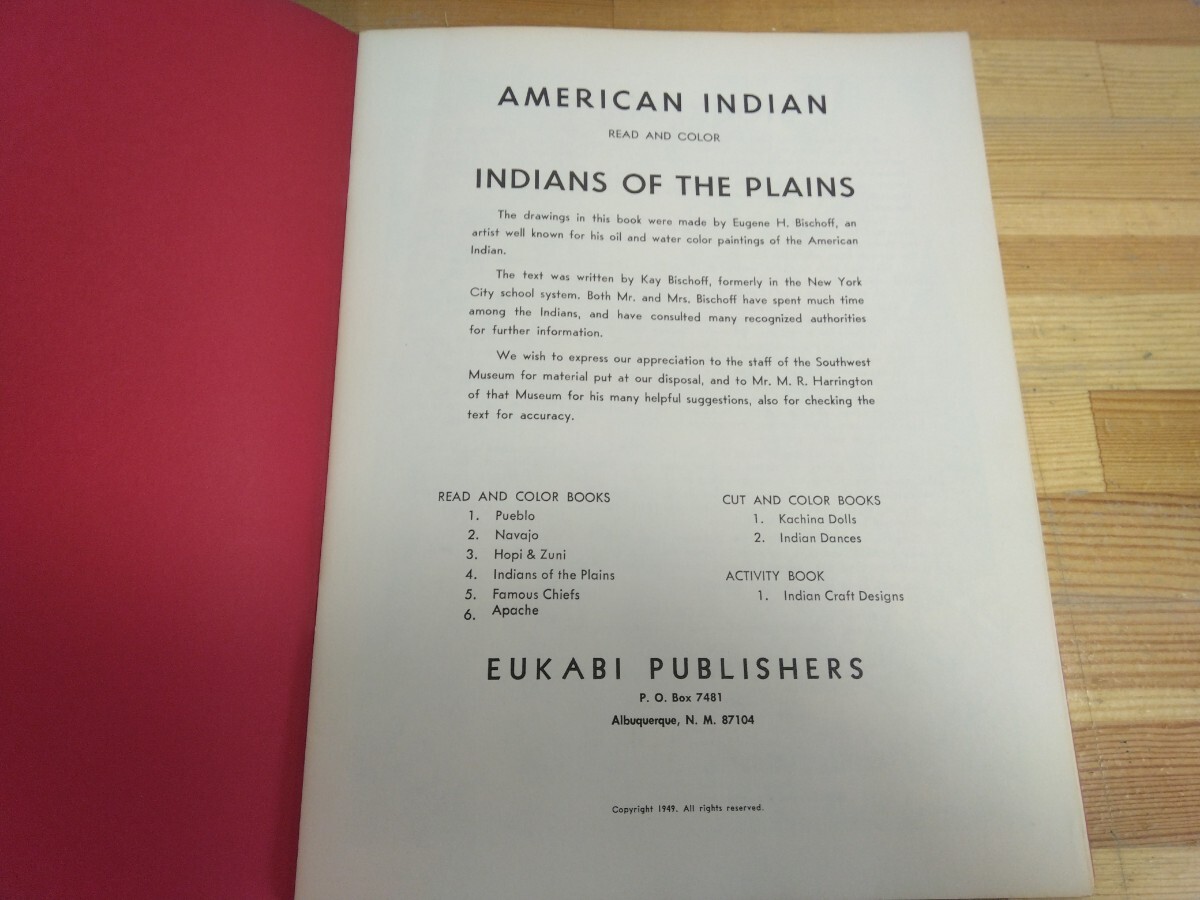 AMERICAN INDIAN
READ AND COLOR
INDIANS OF THE PLAINS
The drawings in this book were made by Eugene H. Bischoff, an
artist well known for his oil and water color paintings of the American
Indian.
The text was written by Kay Bischoff, formerly in the New York
City school system. Both Mr. and Mrs. Bischoff have spent much time
among the Indians, and have consulted many recognized authorities
for further information.
We wish to express our appreciation to the staff of the Southwest
Museum for material put at our disposal, and to Mr. M. R. Harrington
of that Museum for his many helpful suggestions, also for checking the
text for accuracy.
READ AND COLOR BOOKS
1. Pueblo
2. Navajo
3. Hopi & Zuni
4. Indians of the Plains
5. Famous Chiefs
6. Apache
CUT AND COLOR BOOKS
1. Kachina Dolls
2. Indian Dances
ACTIVITY BOOK
1. Indian Craft Designs
EUKABI PUBLISHERS
P. O. Box 7481
Albuquerque, N. M. 87104
Copyright 1949. All rights reserved.